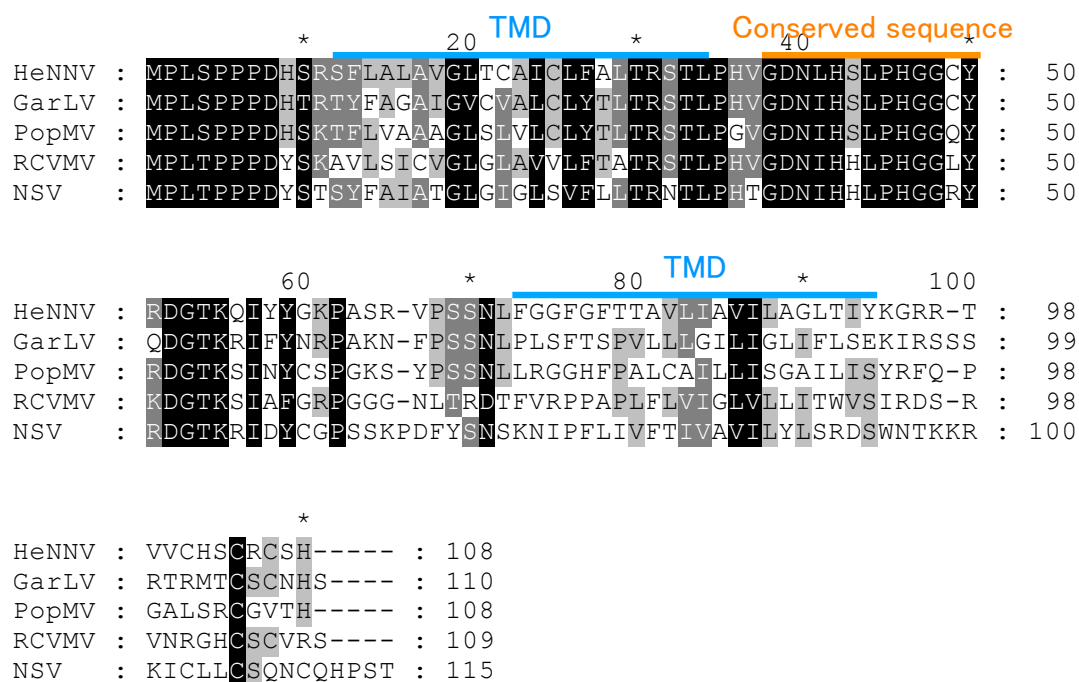 TMD Conserved sequence
* 20 * 40 *
HeNNV : MPLSPPPDHSRSFLALAVGLTCAICLFALTRSTLPHVGDNLHSLPHGGCY : 50
GarLV : MPLSPPPDHTRTYFAGAIGVCVALCLYTLTRSTLPHVGDNIHSLPHGGCY : 50
PopMV : MPLSPPPDHSKTFLVAAAGLSLVLCLYTLTRSTLPGVGDNIHSLPHGGQY : 50
RCVMV : MPLTPPPDYSKAVLSICVGLGLAVVLFTATRSTLPHVGDNIHHLPHGGLY : 50
NSV : MPLTPPPDYSTSYFAIATGLGIGLSVFLLTRNTLPHTGDNIHHLPHGGRY : 50
TMD
60 * 80 * 100
HeNNV : RDGTKQIYYGKPASR-VPSSNLFGGFGFTTAVLIAVILAGLTIYKGRR-T : 98
GarLV : QDGTKRIFYNRPAKN-FPSSNLPLSFTSPVLLLGILIGLIFLSEKIRSSS : 99
PopMV : RDGTKSINYCSPGKS-YPSSNLLRGGHFPALCAILLISGAILISYRFQ-P : 98
RCVMV : KDGTKSIAFGRPGGG-NLTRDTFVRPPAPLFLVIGLVLLITWVSIRDS-R : 98
NSV : RDGTKRIDYCGPSSKPDFYSNSKNIPFLIVFTIVAVILYLSRDSWNTKKR : 100
*
HeNNV : VVCHSCRCSH----- : 108
GarLV : RTRMTCSCNHS---- : 110
PopMV : GALSRCGVTH----- : 108
RCVMV : VNRGHCSCVRS---- : 109
NSV : KICLLCSQNCQHPST : 115